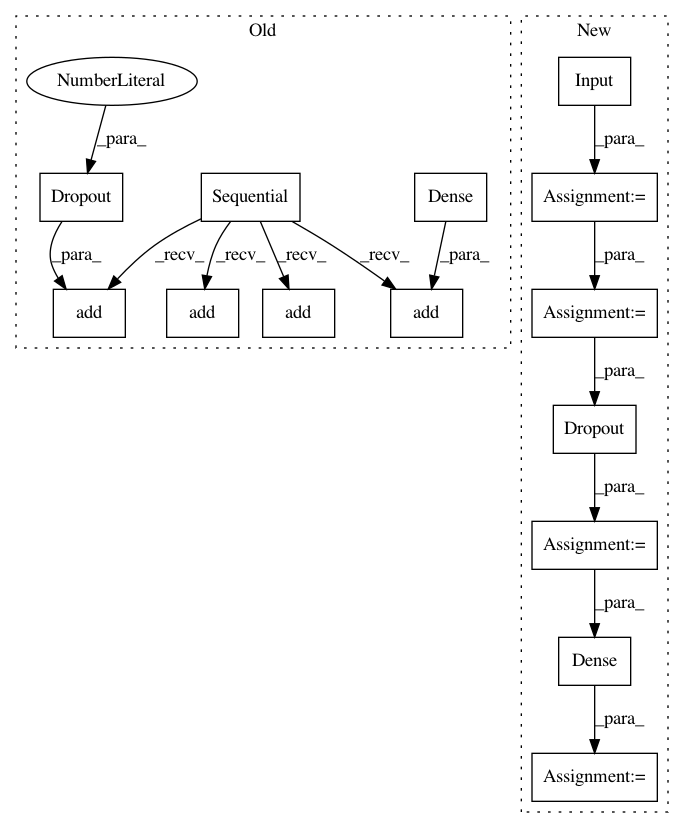 Old
New
NumberLiteral
Input
_para_
_para_
Dropout
Sequential
Dense
Assignment:=
_para_
_recv_
_recv_
_recv_
_recv_
_para_
_para_
add
add
add
add
Assignment:=
_para_
Dropout
_para_
Assignment:=
_para_
Dense
_para_
Assignment:=